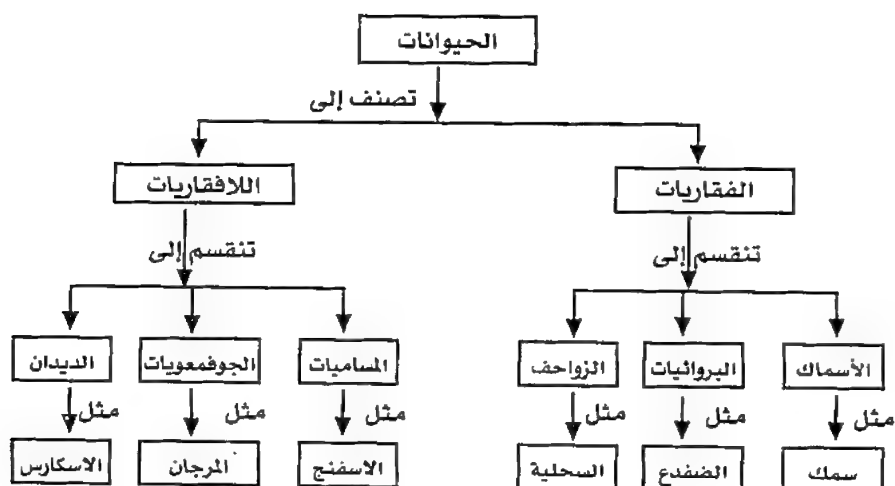 الحيوانات
تصنف إلى
الفقاريات
اللافقاريات
تنقسم إلى
تنقسم إلى
الأسماك
البروائيات
الزواحف
المساميات
الجوفمعويات
الديدان
مثل
مثل
مثل
مثل
مثل
مثل
سمك
الضفدع
السحلية
الاسفنج
المرجان
الاسكارس